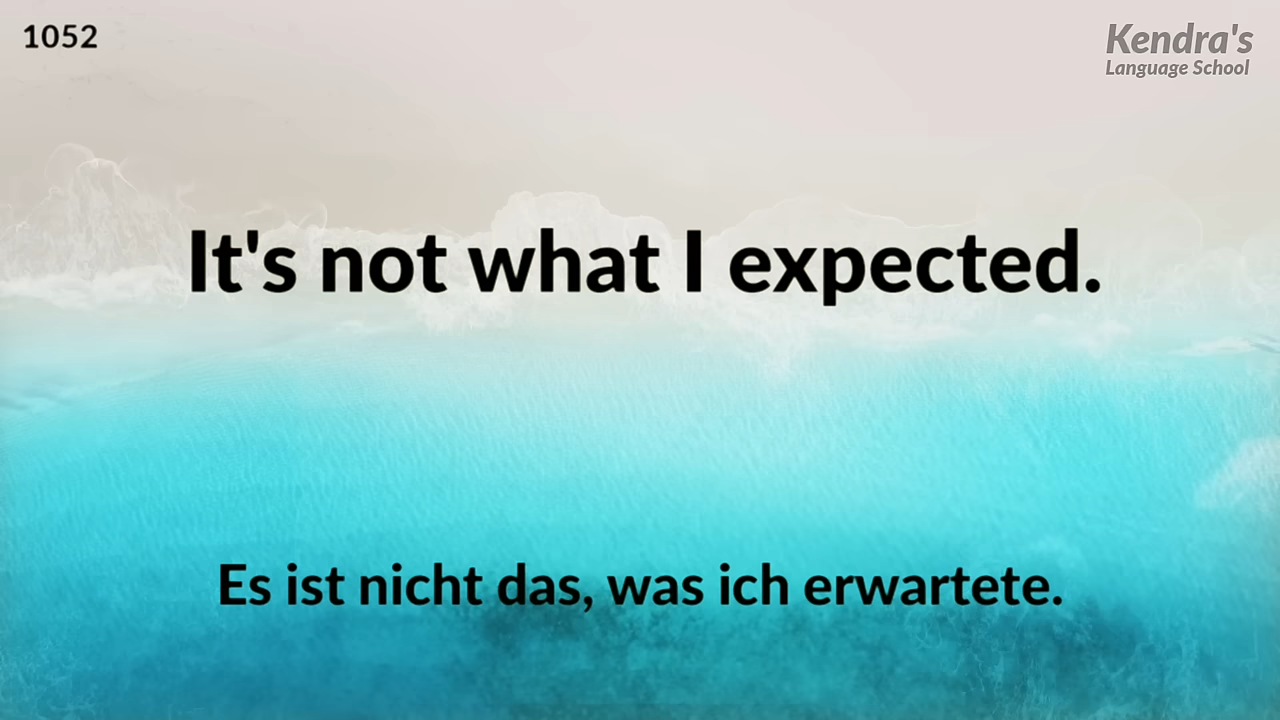 1052
Kendra's
Language School
It's not what I expected.
Es ist nicht das, was ich erwartete.